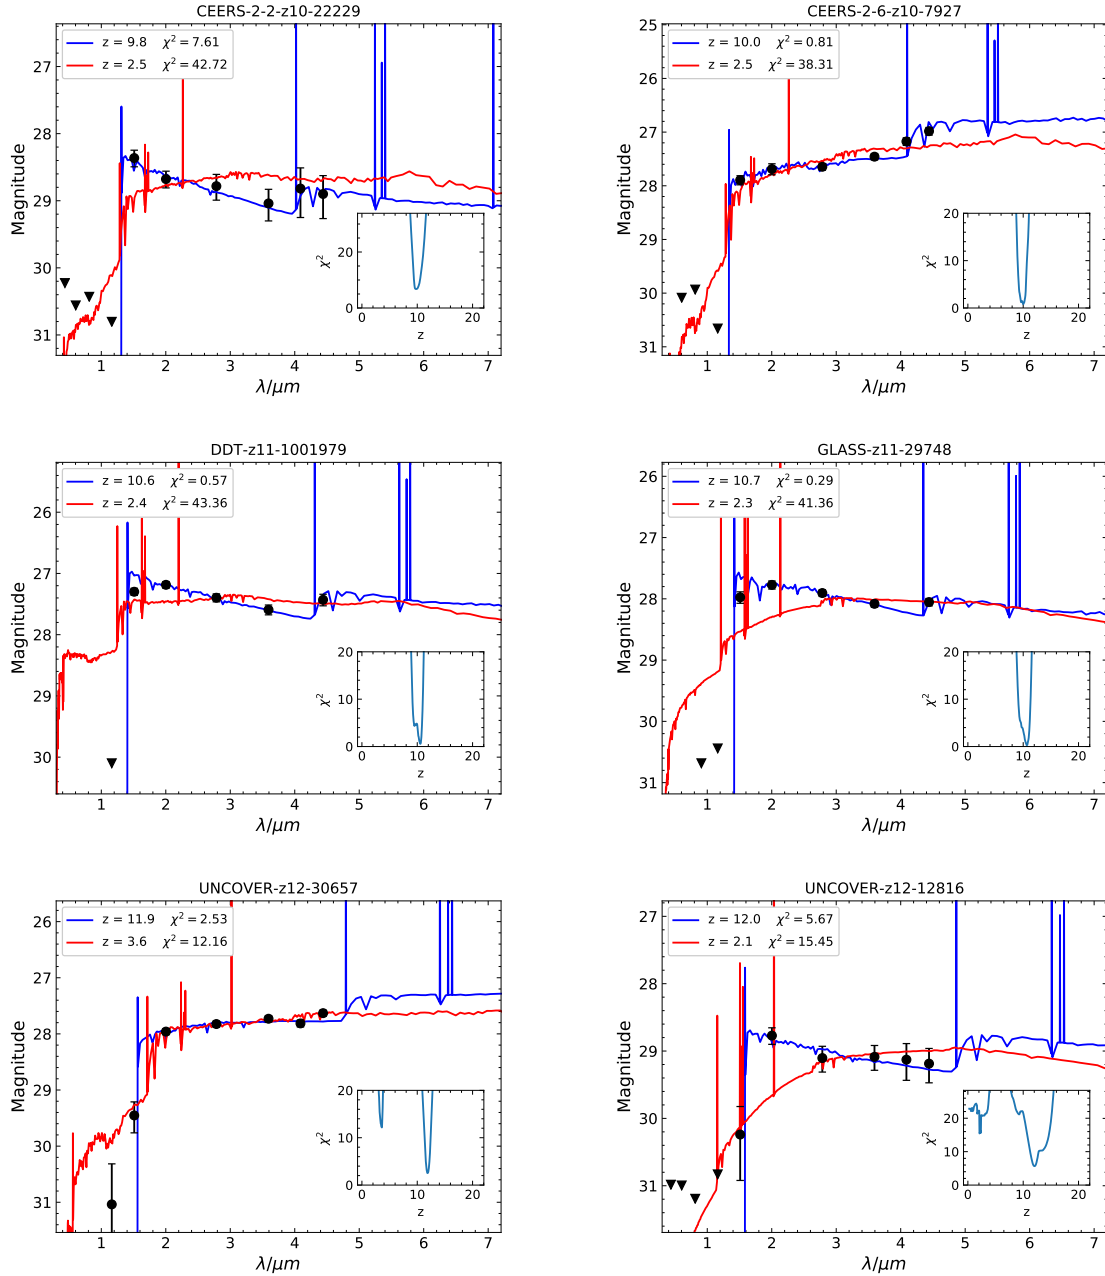 CEERS-2-2-z10-22229
z = 9.8 χ² = 7.61
z = 2.5 χ² = 42.72
Magnitude
27
28
29
30
31
χ²
20
0
0 10 20
z
1 2 3 4 5 6 7
λ/μm
CEERS-2-6-z10-7927
z = 10.0 χ² = 0.81
z = 2.5 χ² = 38.31
Magnitude
25
26
27
28
29
30
31
χ²
20
10
0
0 10 20
z
1 2 3 4 5 6 7
λ/μm
DDT-z11-1001979
z = 10.6 χ² = 0.57
z = 2.4 χ² = 43.36
Magnitude
26
27
28
29
30
χ²
20
10
0
0 10 20
z
1 2 3 4 5 6 7
λ/μm
GLASS-z11-29748
z = 10.7 χ² = 0.29
z = 2.3 χ² = 41.36
Magnitude
26
27
28
29
30
31
χ²
20
10
0
0 10 20
z
1 2 3 4 5 6 7
λ/μm
UNCOVER-z12-30657
z = 11.9 χ² = 2.53
z = 3.6 χ² = 12.16
Magnitude
26
27
28
29
30
31
χ²
20
10
0
0 10 20
z
1 2 3 4 5 6 7
λ/μm
UNCOVER-z12-12816
z = 12.0 χ² = 5.67
z = 2.1 χ² = 15.45
Magnitude
27
28
29
30
31
χ²
20
10
0
0 10 20
z
1 2 3 4 5 6 7
λ/μm